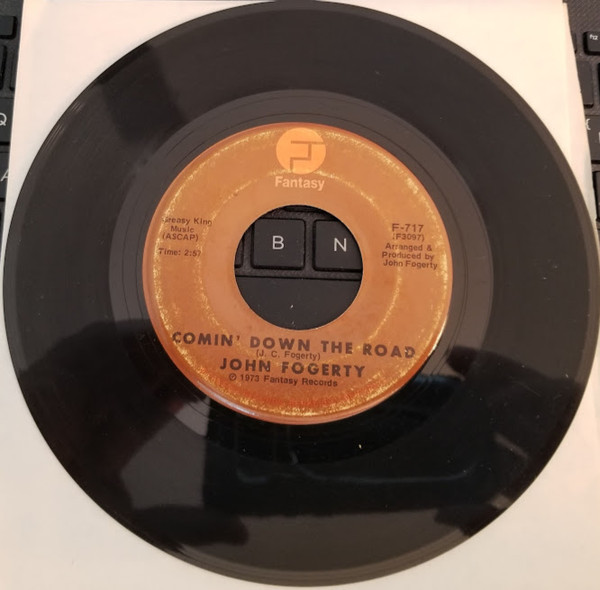 Fantasy
Greasy King
Music
(ASCAP)
Time: 2:57
F-717
(F3097)
Arranged &
Produced by
John Fogerty
B N
COMIN' DOWN THE ROAD
(J. C. Fogerty)
JOHN FOGERTY
℗ 1973 Fantasy Records